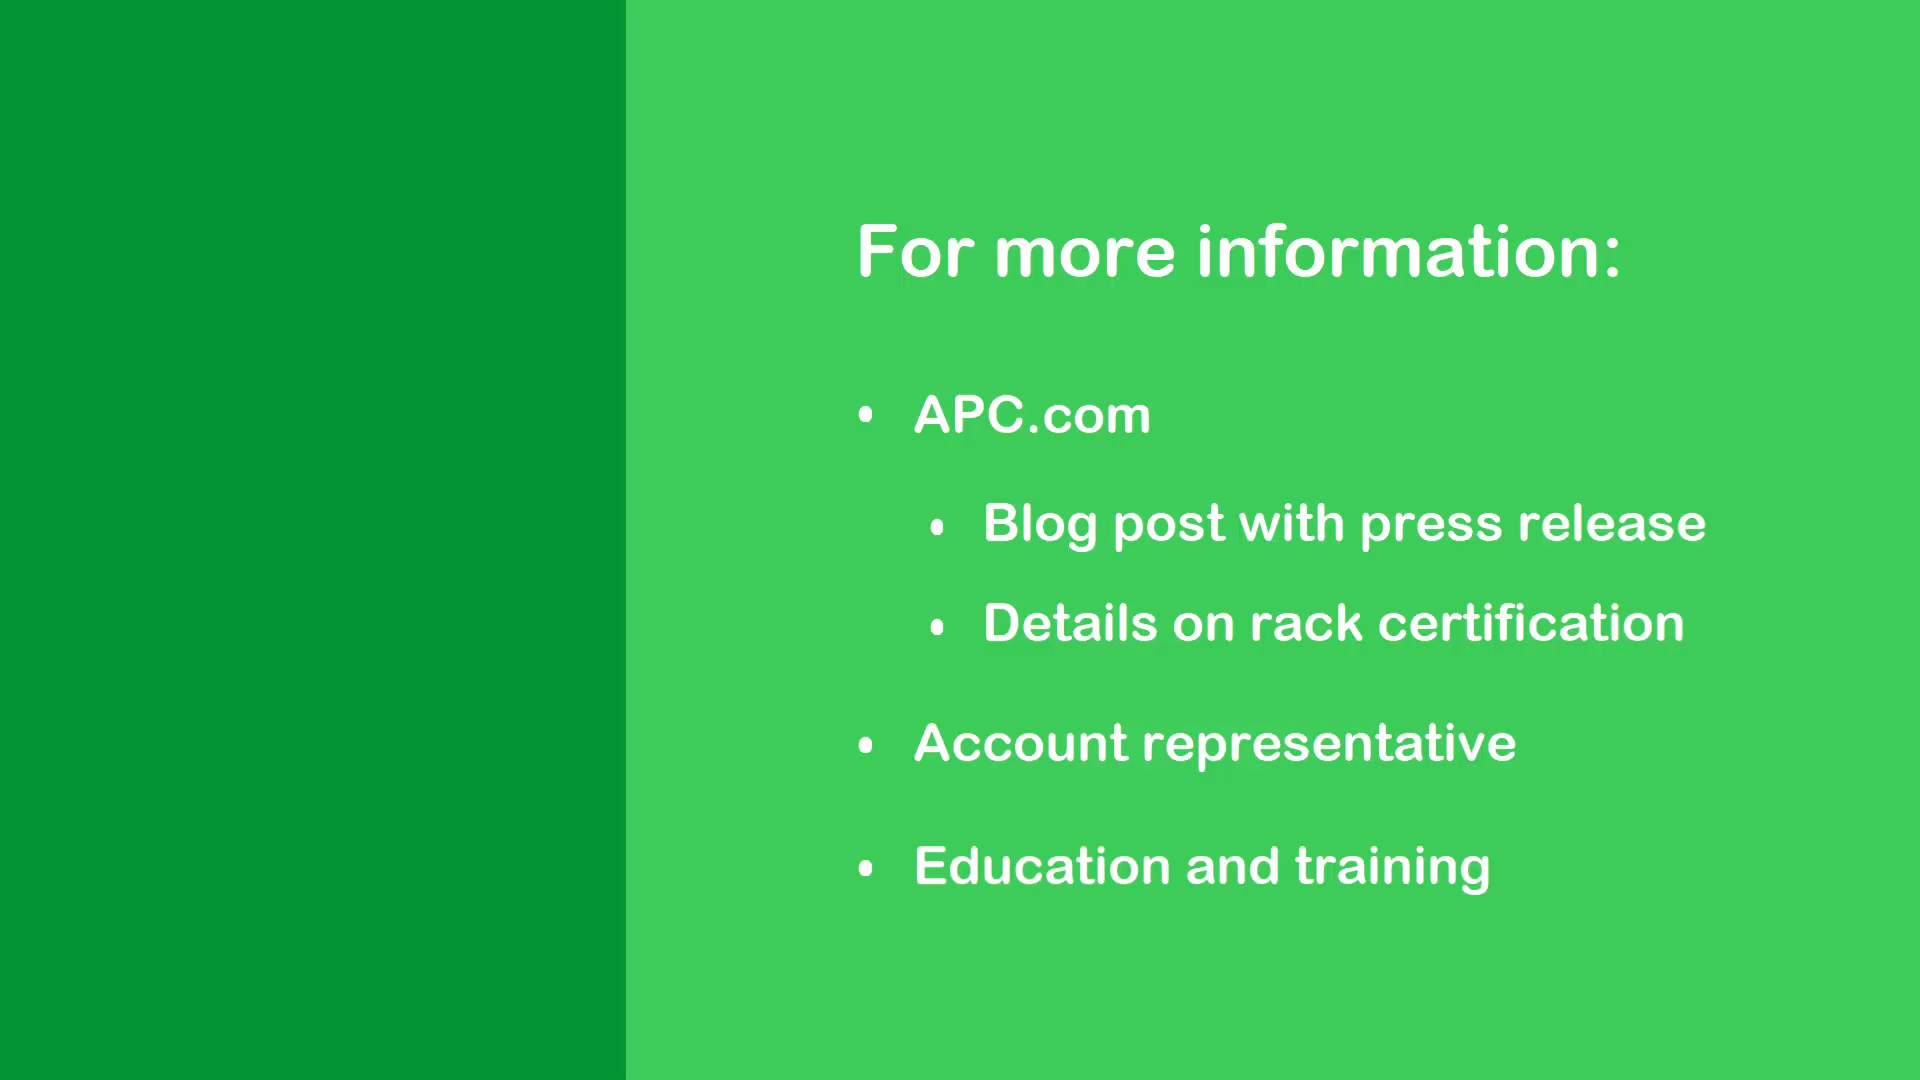 For more information:
• APC.com
• Blog post with press release
• Details on rack certification
• Account representative
• Education and training